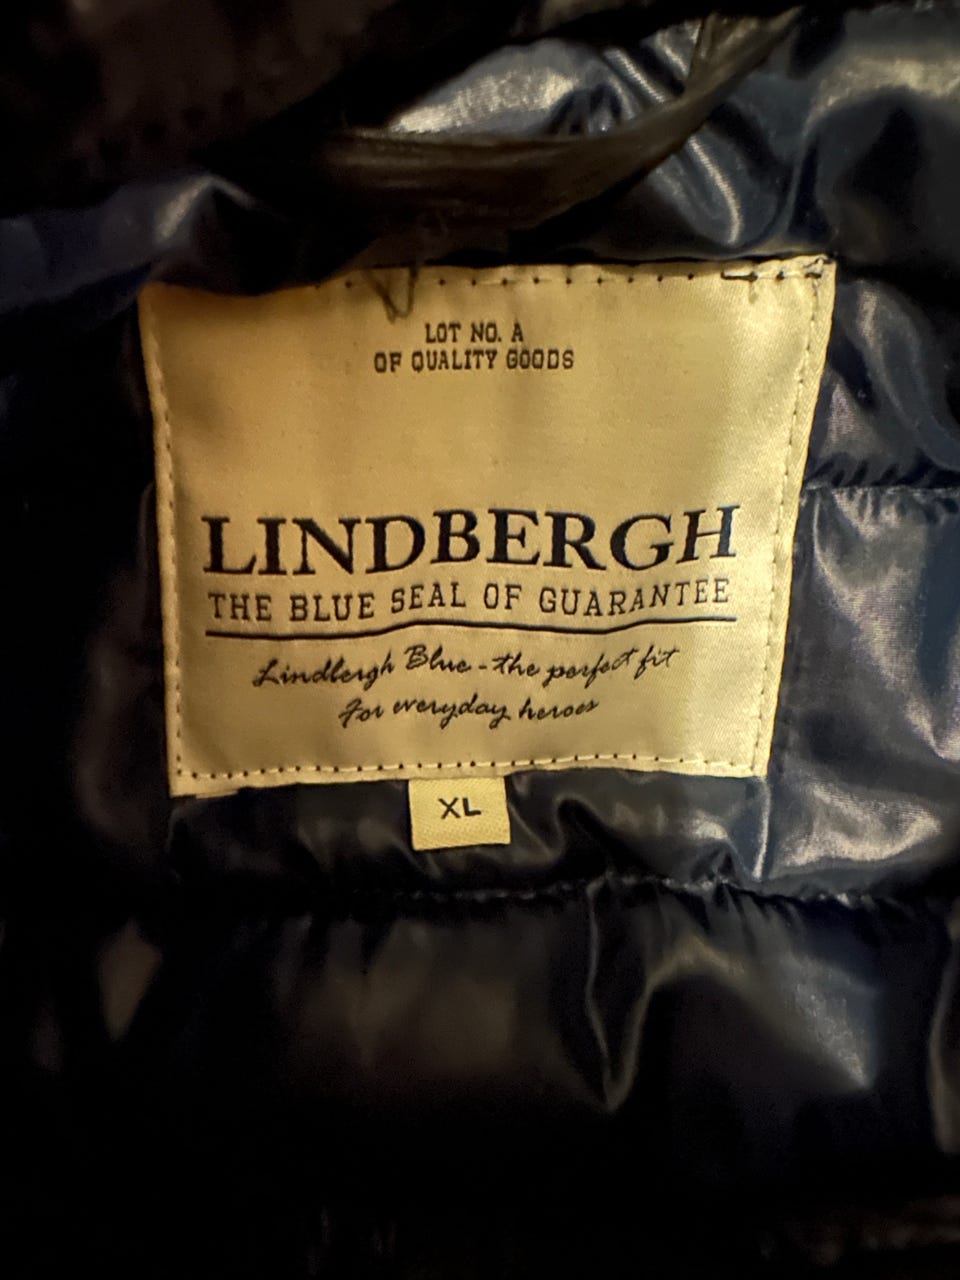 LOT NO. A
OF QUALITY GOODS
LINDBERGH
THE BLUE SEAL OF GUARANTEE
Lindbergh Blue - the perfect fit
For everyday heroes
XL